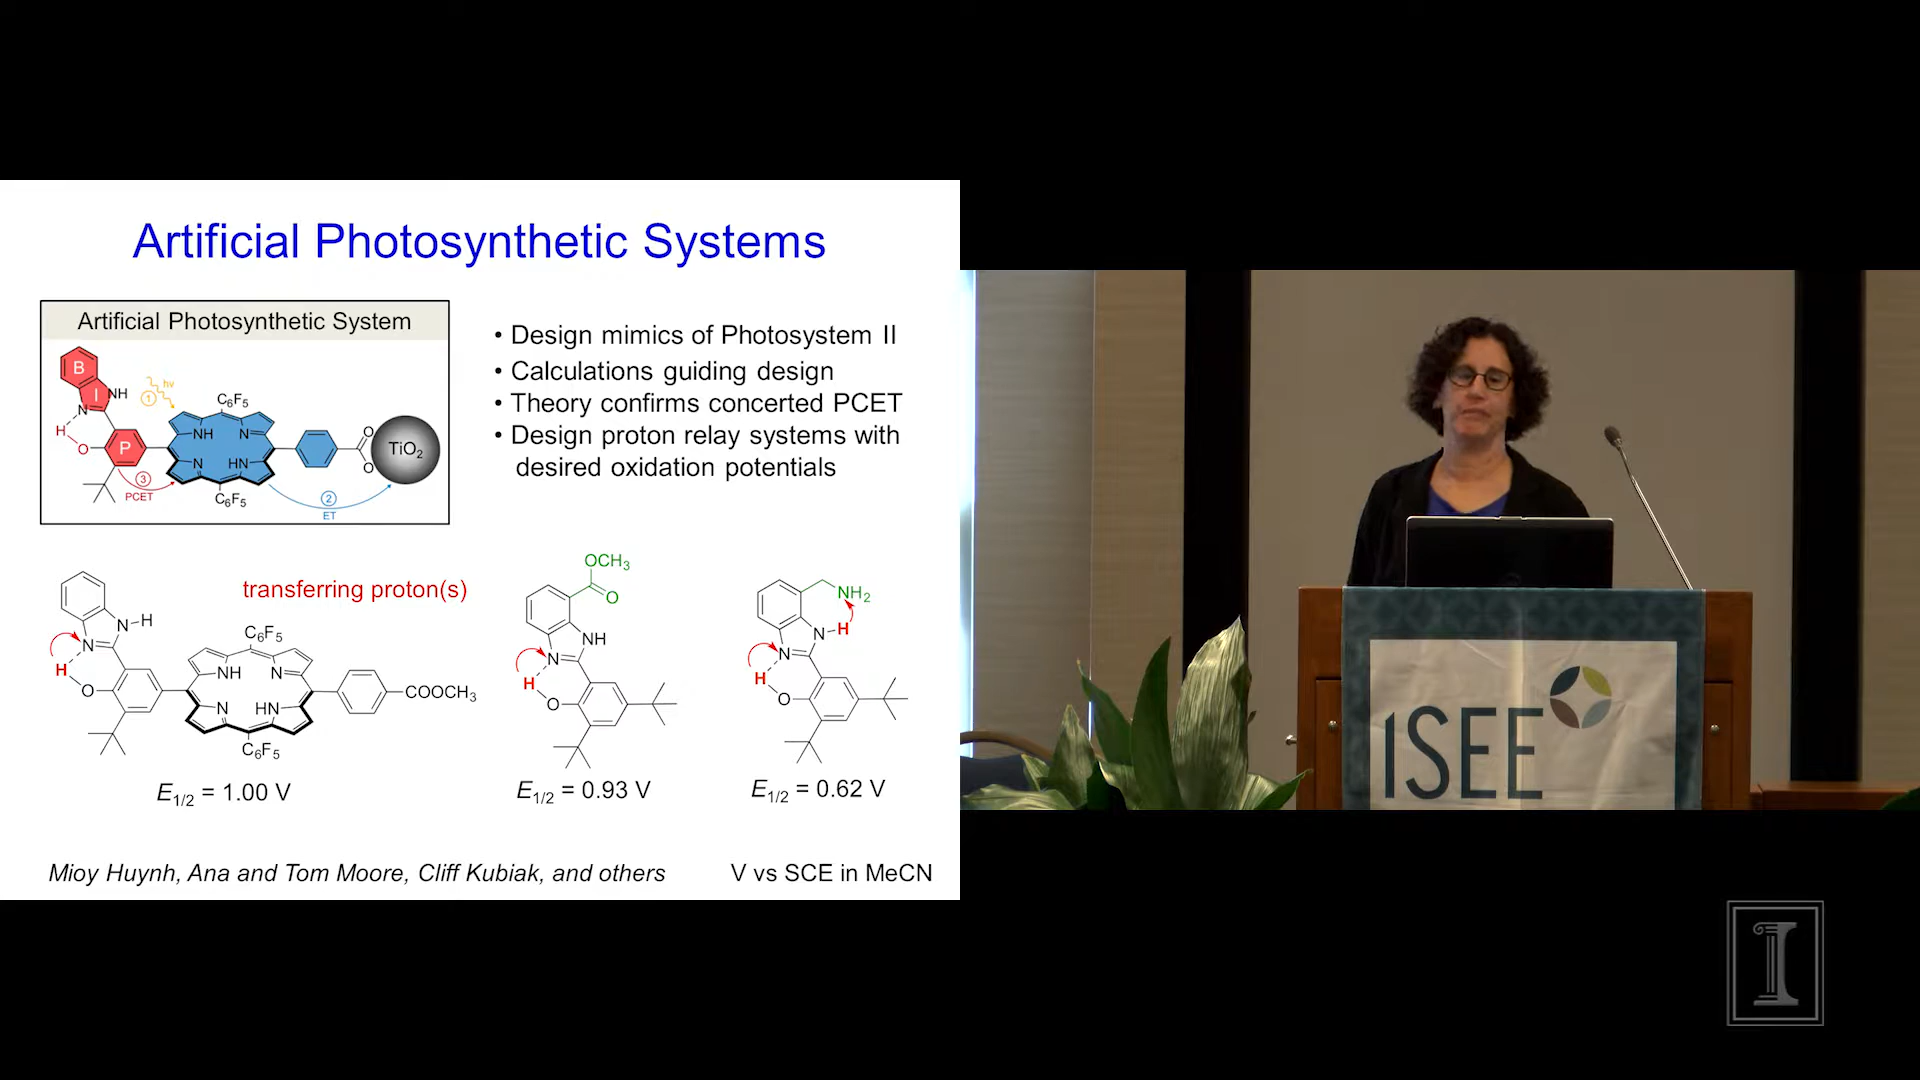 Artificial Photosynthetic Systems
Artificial Photosynthetic System
B
I
NH
N
H
O
P
1
hν
C6F5
NH
N
N
HN
C6F5
O
O
TiO2
3
PCET
2
ET
• Design mimics of Photosystem II
• Calculations guiding design
• Theory confirms concerted PCET
• Design proton relay systems with
desired oxidation potentials
transferring proton(s)
N
H
N
H
O
C6F5
NH
N
N
HN
C6F5
COOCH3
E1/2 = 1.00 V
OCH3
O
NH
N
H
O
E1/2 = 0.93 V
NH2
N
H
N
H
O
E1/2 = 0.62 V
Mioy Huynh, Ana and Tom Moore, Cliff Kubiak, and others
V vs SCE in MeCN
iSEE
I